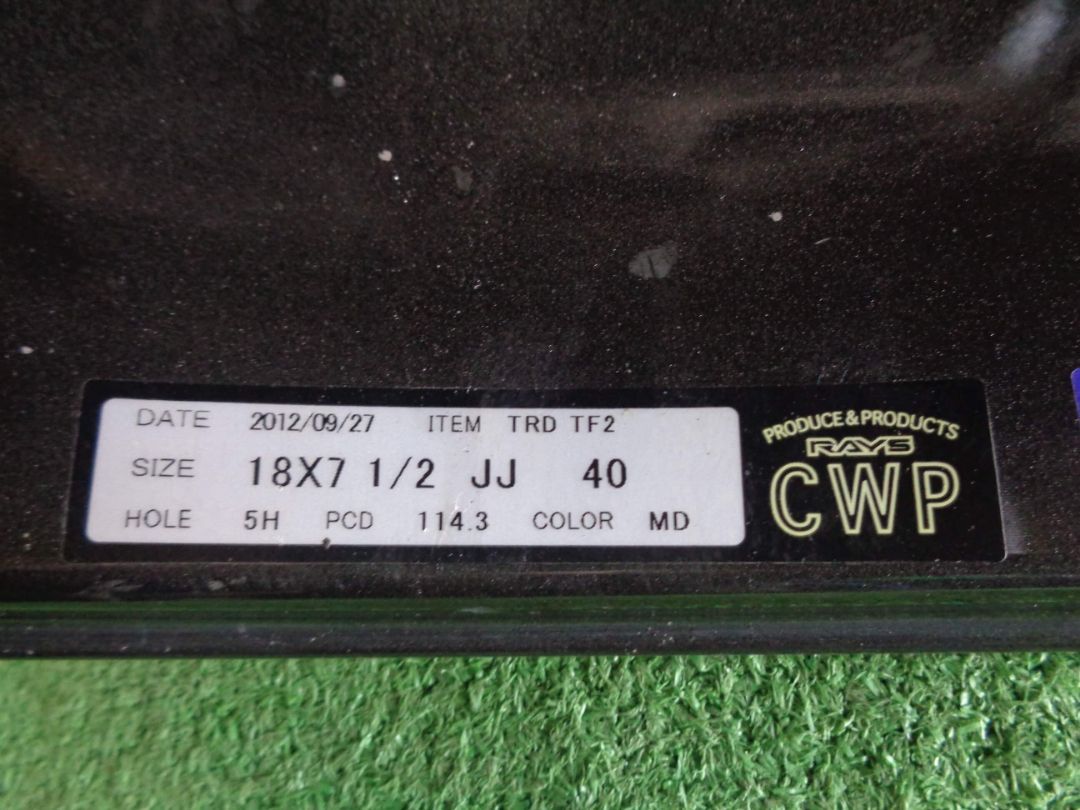 DATE 2012/09/27 ITEM TRD TF2
SIZE 18X7 1/2 JJ 40
HOLE 5H PCD 114.3 COLOR MD
PRODUCE & PRODUCTS
RAYS
CWP